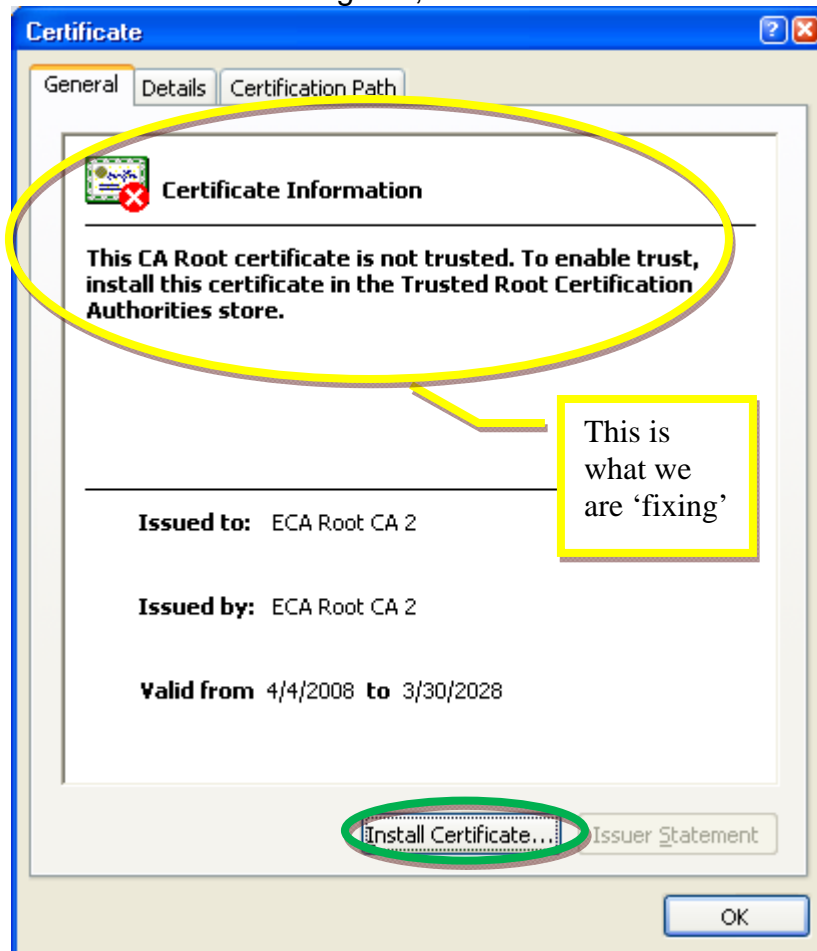 Certificate
General Details Certification Path
Certificate Information
This CA Root certificate is not trusted. To enable trust,
install this certificate in the Trusted Root Certification
Authorities store.
This is
what we
are ‘fixing’
Issued to: ECA Root CA 2
Issued by: ECA Root CA 2
Valid from 4/4/2008 to 3/30/2028
Install Certificate... Issuer Statement
OK